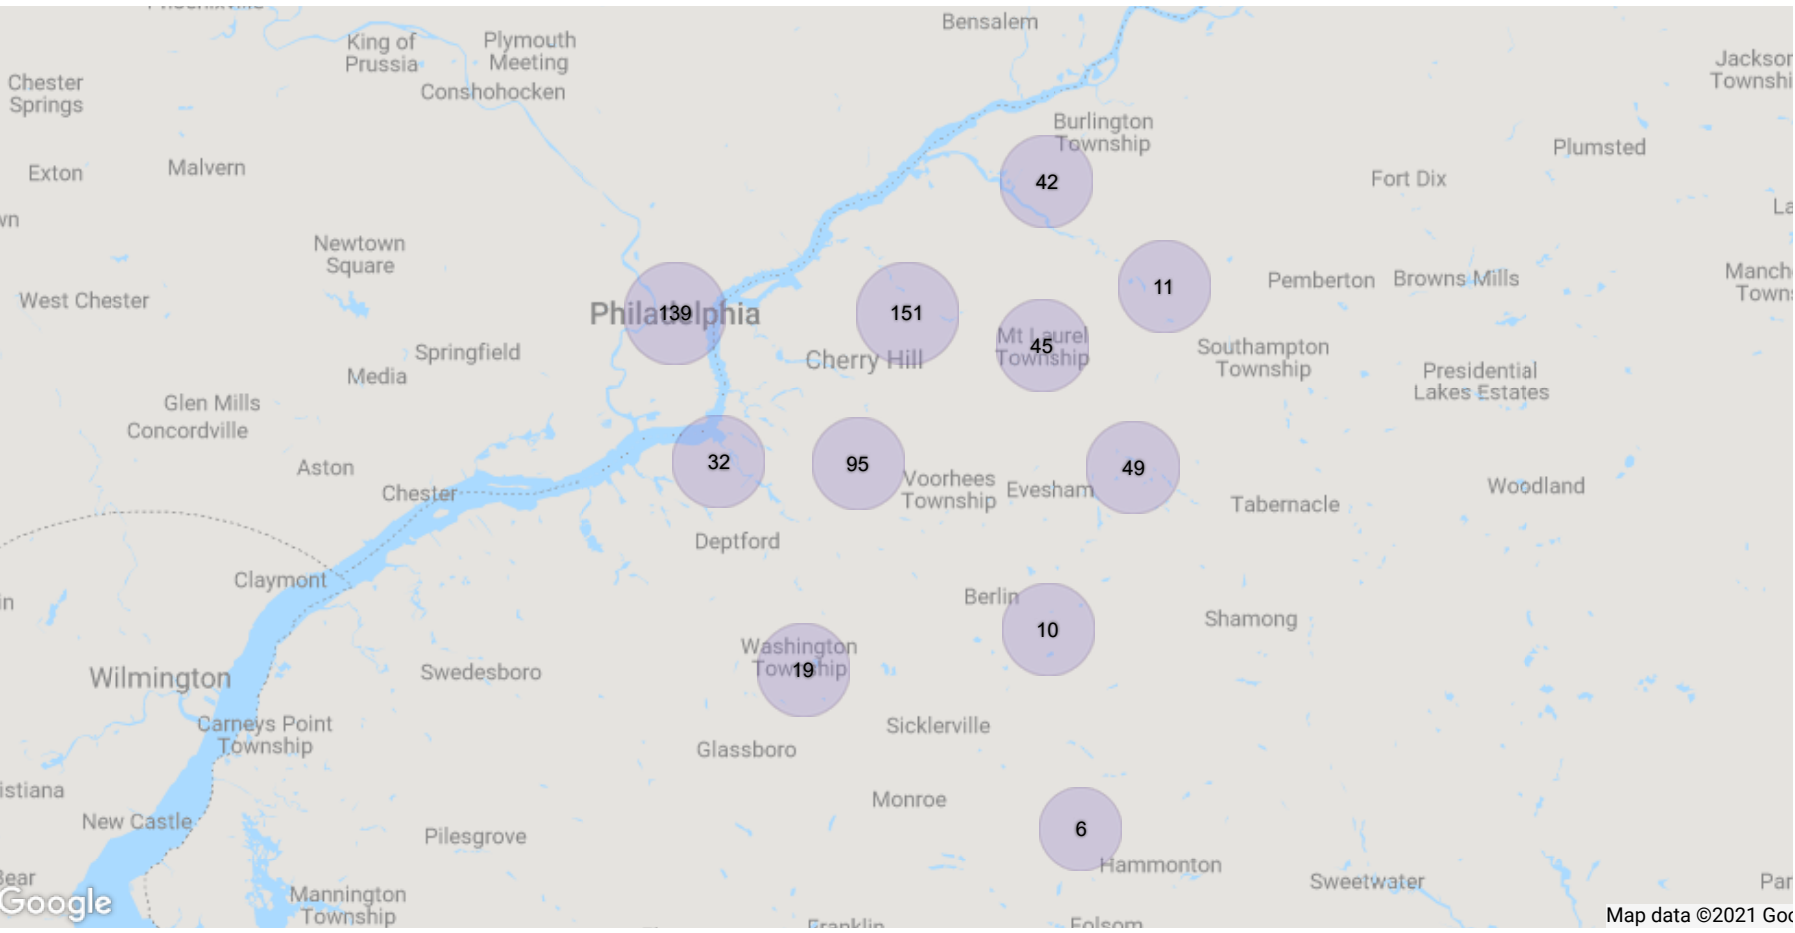 Bensalem
King of
Prussia
Plymouth
Meeting
Conshohocken
Chester
Springs
Jackson
Burlington
Township
42
Plumsted
Exton
Malvern
Fort Dix
Newtown
Square
West Chester
11
Pemberton
Browns Mills
Philadelphia
139
151
Cherry Hill
Mt Laurel
Township
45
Southampton
Township
Springfield
Media
Presidential
Lakes Estates
Glen Mills
Concordville
Aston
Chester
32
95
Voorhees
Township
Evesham
49
Tabernacle
Woodland
Deptford
Claymont
Berlin
10
Shamong
Washington
Township
19
Wilmington
Swedesboro
Carneys Point
Township
Sicklerville
Glassboro
istiana
Monroe
New Castle
Pilesgrove
6
Hammonton
Sweetwater
Mannington
Township
Google
Franklin
Folsom
Map data ©2021 Goo